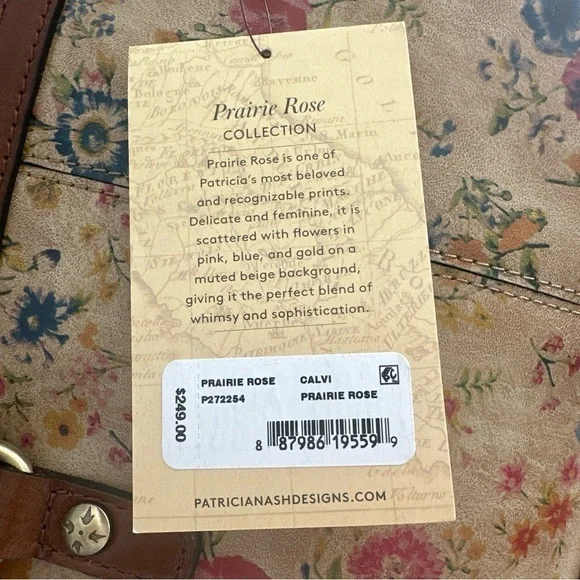 Prairie Rose
COLLECTION
Prairie Rose is one of
Patricia's most beloved
and recognizable prints.
Delicate and feminine, it is
scattered with flowers in
pink, blue, and gold on a
muted beige background,
giving it the perfect blend of
whimsy and sophistication.
$249.00
PRAIRIE ROSE CALVI
P272254 PRAIRIE ROSE
8 87986 19559 9
PATRICIANASHDESIGNS.COM